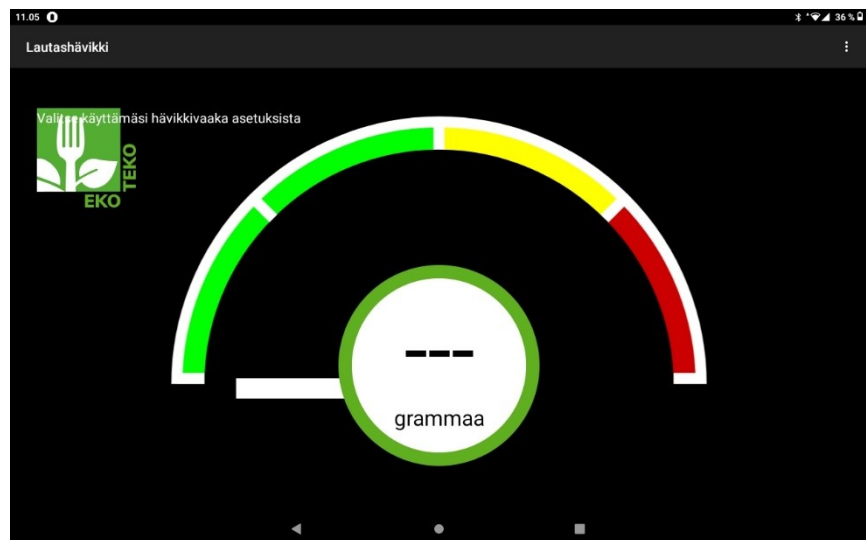 11.05
36 %
Lautashävikki
Valitse käyttämäsi hävikkivaaka asetuksista
EKO
TEKO
---
grammaa